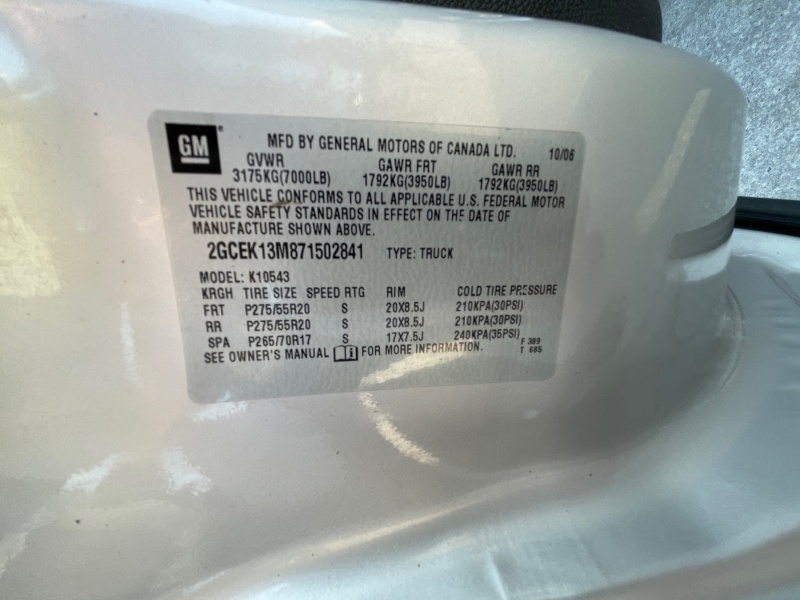 GM
MFD BY GENERAL MOTORS OF CANADA LTD. 10/06
GVWR GAWR FRT GAWR RR
3175KG(7000LB) 1792KG(3950LB) 1792KG(3950LB)
THIS VEHICLE CONFORMS TO ALL APPLICABLE U.S. FEDERAL MOTOR
VEHICLE SAFETY STANDARDS IN EFFECT ON THE DATE OF
MANUFACTURE SHOWN ABOVE.
2GCEK13M871502841 TYPE: TRUCK
MODEL: K10543
KRGH TIRE SIZE SPEED RTG RIM COLD TIRE PRESSURE
FRT P275/55R20 S 20X8.5J 210KPA(30PSI)
RR P275/55R20 S 20X8.5J 210KPA(30PSI)
SPA P265/70R17 S 17X7.5J 240KPA(35PSI)
SEE OWNER'S MANUAL FOR MORE INFORMATION.
F 389
T 685